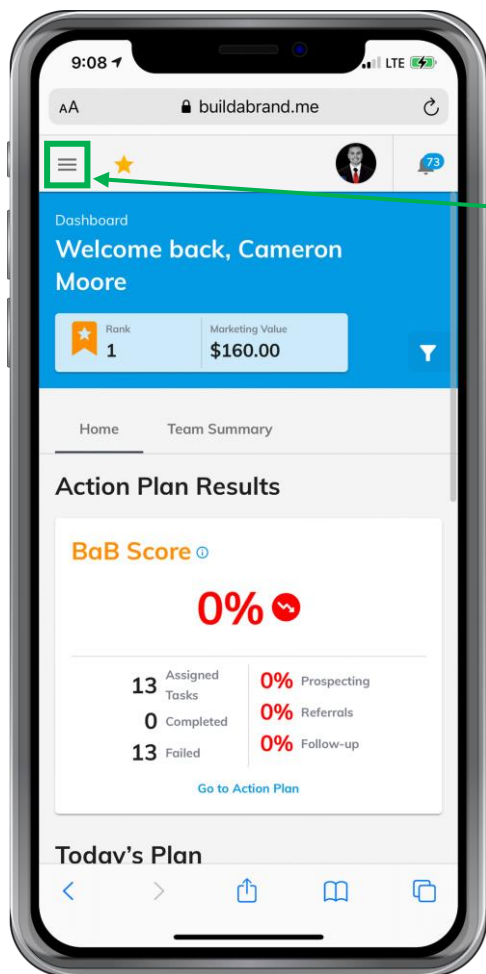 9:08
LTE
AA
buildabrand.me
73
Dashboard
Welcome back, Cameron
Moore
Rank
1
Marketing Value
$160.00
Home
Team Summary
Action Plan Results
BaB Score
0%
13 Assigned Tasks
0 Completed
13 Failed
0% Prospecting
0% Referrals
0% Follow-up
Go to Action Plan
Today's Plan